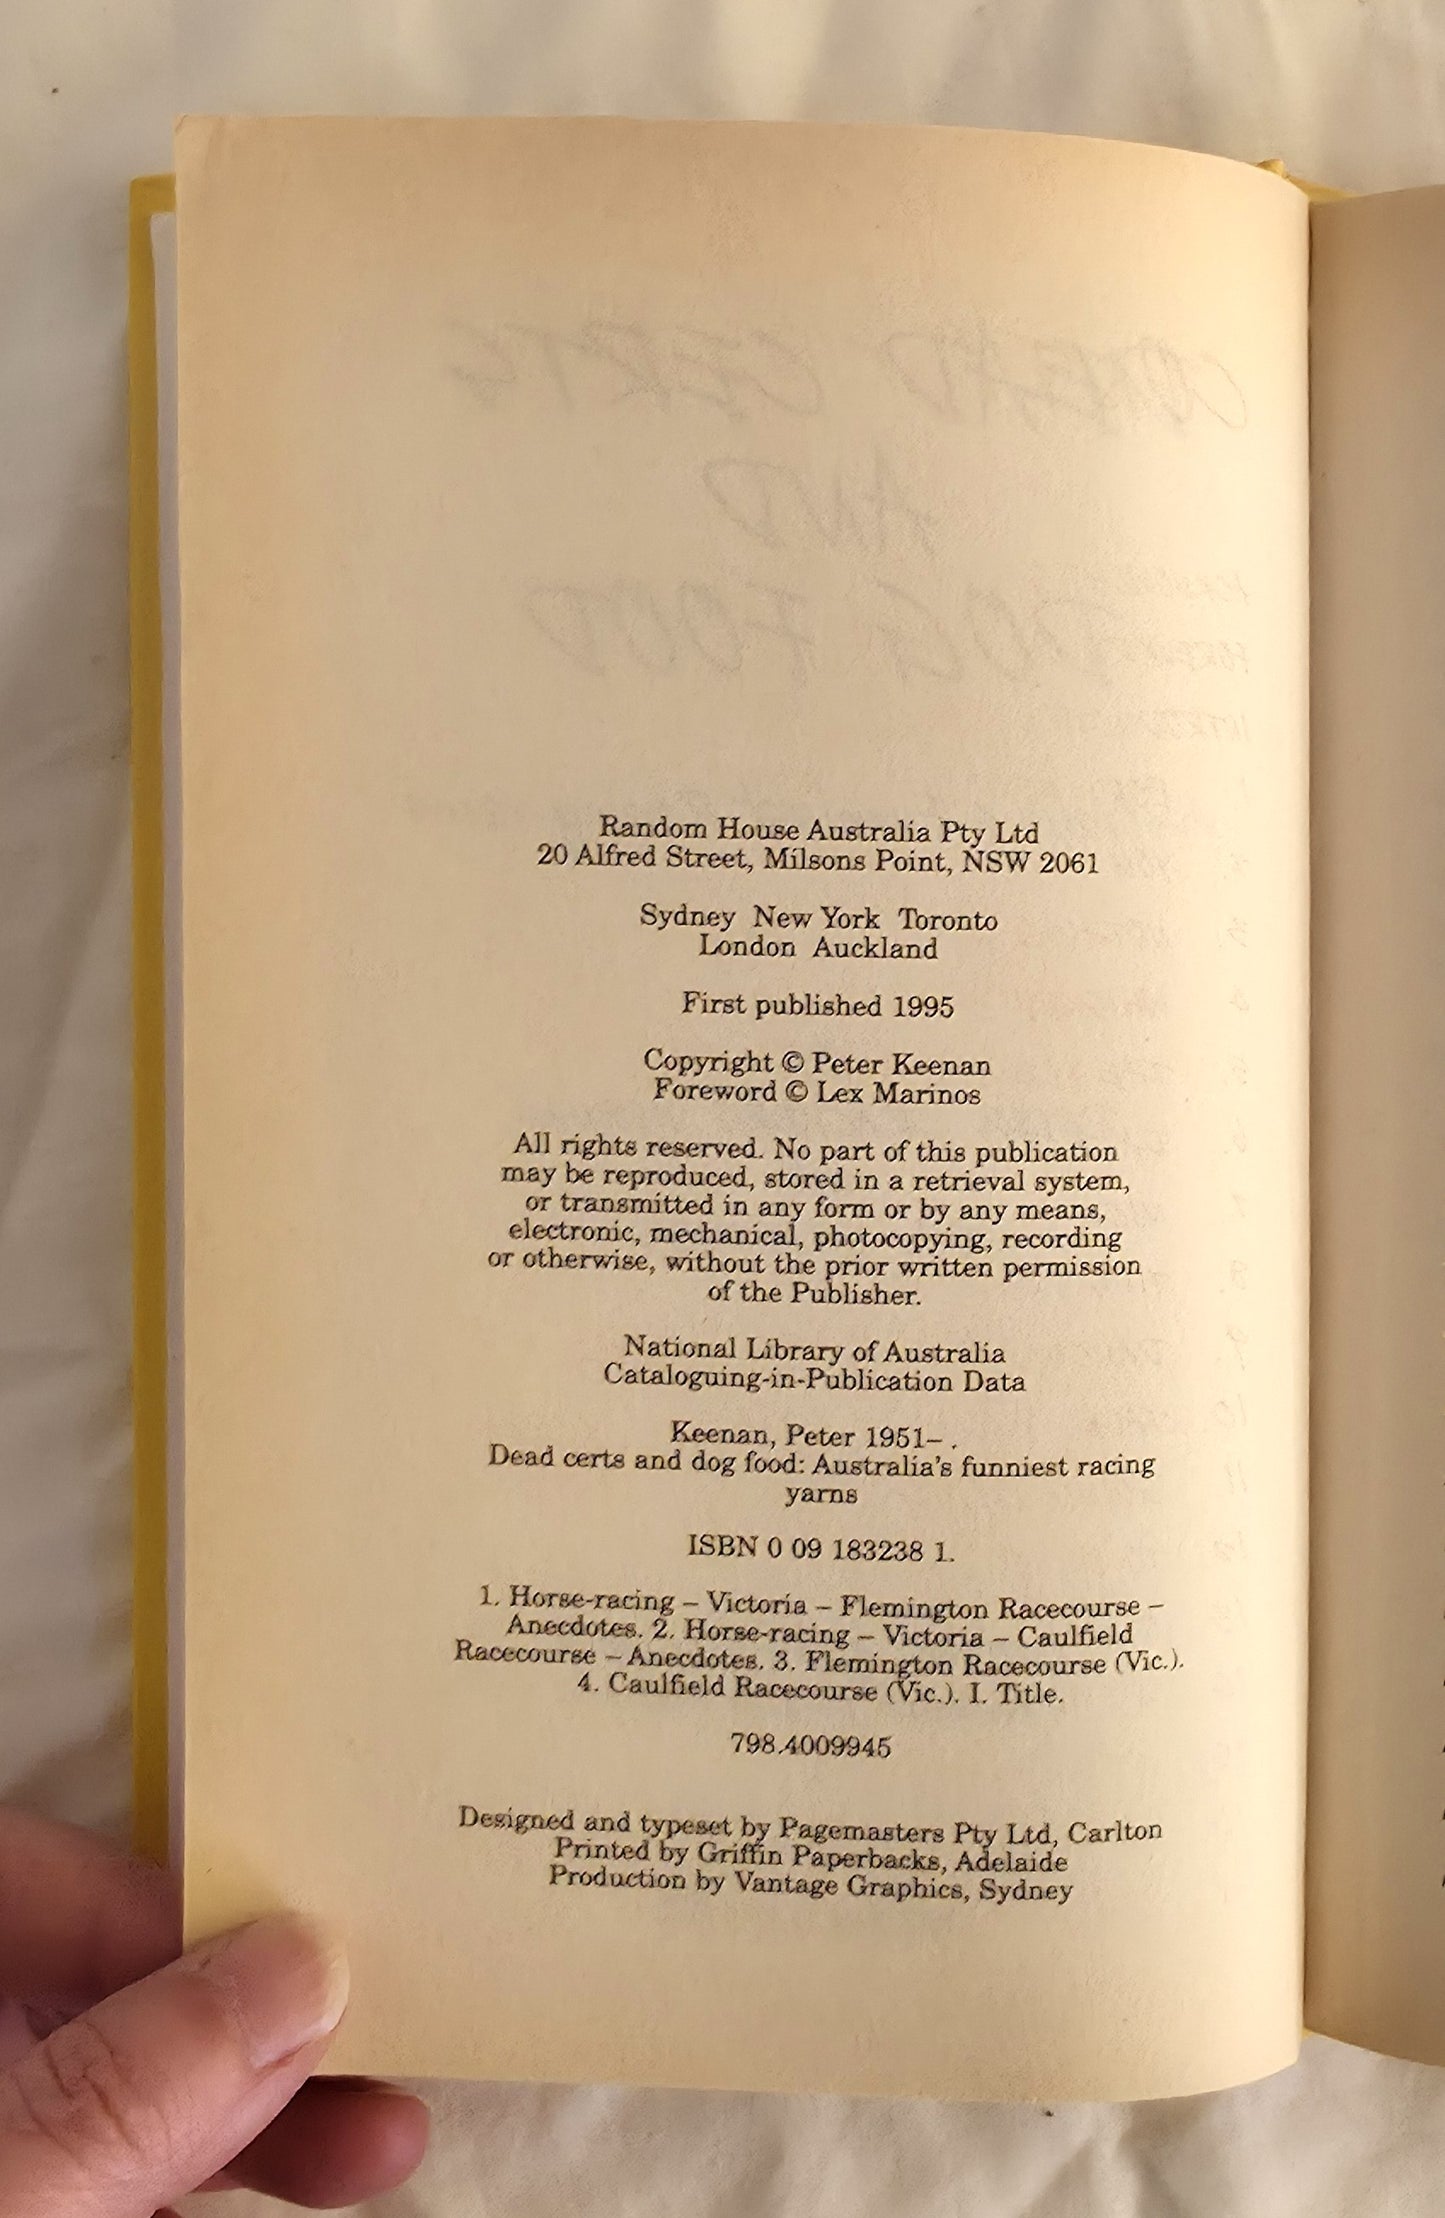 Random House Australia Pty Ltd
20 Alfred Street, Milsons Point, NSW 2061
Sydney New York Toronto
London Auckland
First published 1995
Copyright © Peter Keenan
Foreword © Lex Marinos
All rights reserved. No part of this publication
may be reproduced, stored in a retrieval system,
or transmitted in any form or by any means,
electronic, mechanical, photocopying, recording
or otherwise, without the prior written permission
of the Publisher.
National Library of Australia
Cataloguing-in-Publication Data
Keenan, Peter 1951– .
Dead certs and dog food: Australia's funniest racing
yarns
ISBN 0 09 183238 1.
1. Horse-racing – Victoria – Flemington Racecourse –
Anecdotes. 2. Horse-racing – Victoria – Caulfield
Racecourse – Anecdotes. 3. Flemington Racecourse (Vic.).
4. Caulfield Racecourse (Vic.). I. Title.
798.4009945
Designed and typeset by Pagemasters Pty Ltd, Carlton
Printed by Griffin Paperbacks, Adelaide
Production by Vantage Graphics, Sydney